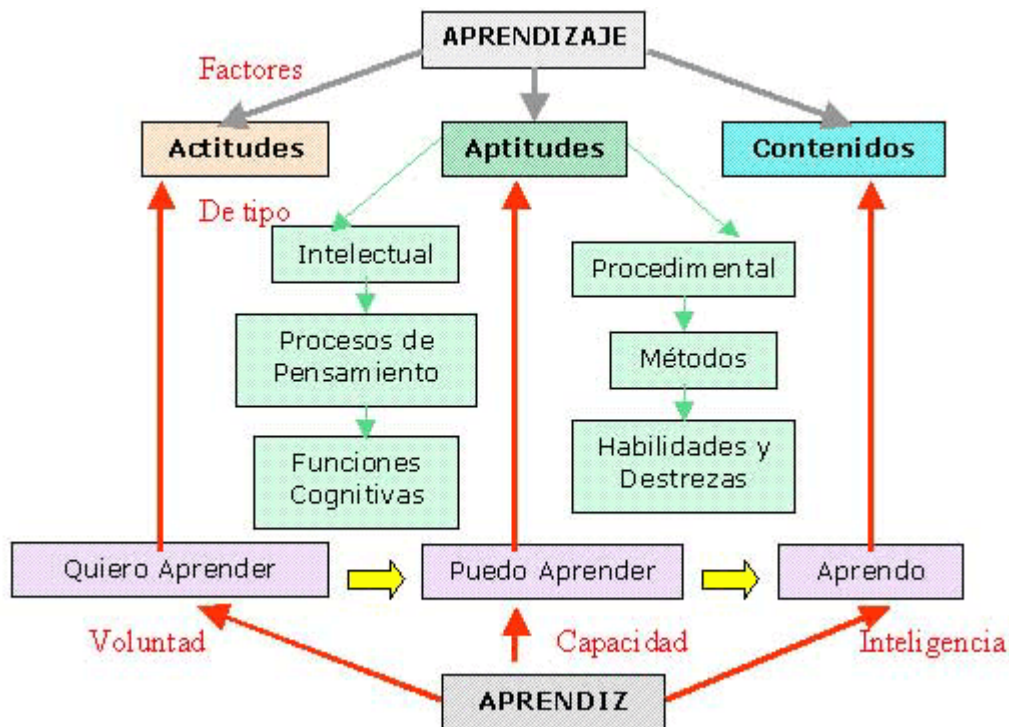 APRENDIZAJE
Factores
Actitudes
Aptitudes
Contenidos
De tipo
Intelectual
Procedimental
Procesos de
Pensamiento
Métodos
Funciones
Cognitivas
Habilidades y
Destrezas
Quiero Aprender
Puedo Aprender
Aprendo
Voluntad
Capacidad
Inteligencia
APRENDIZ